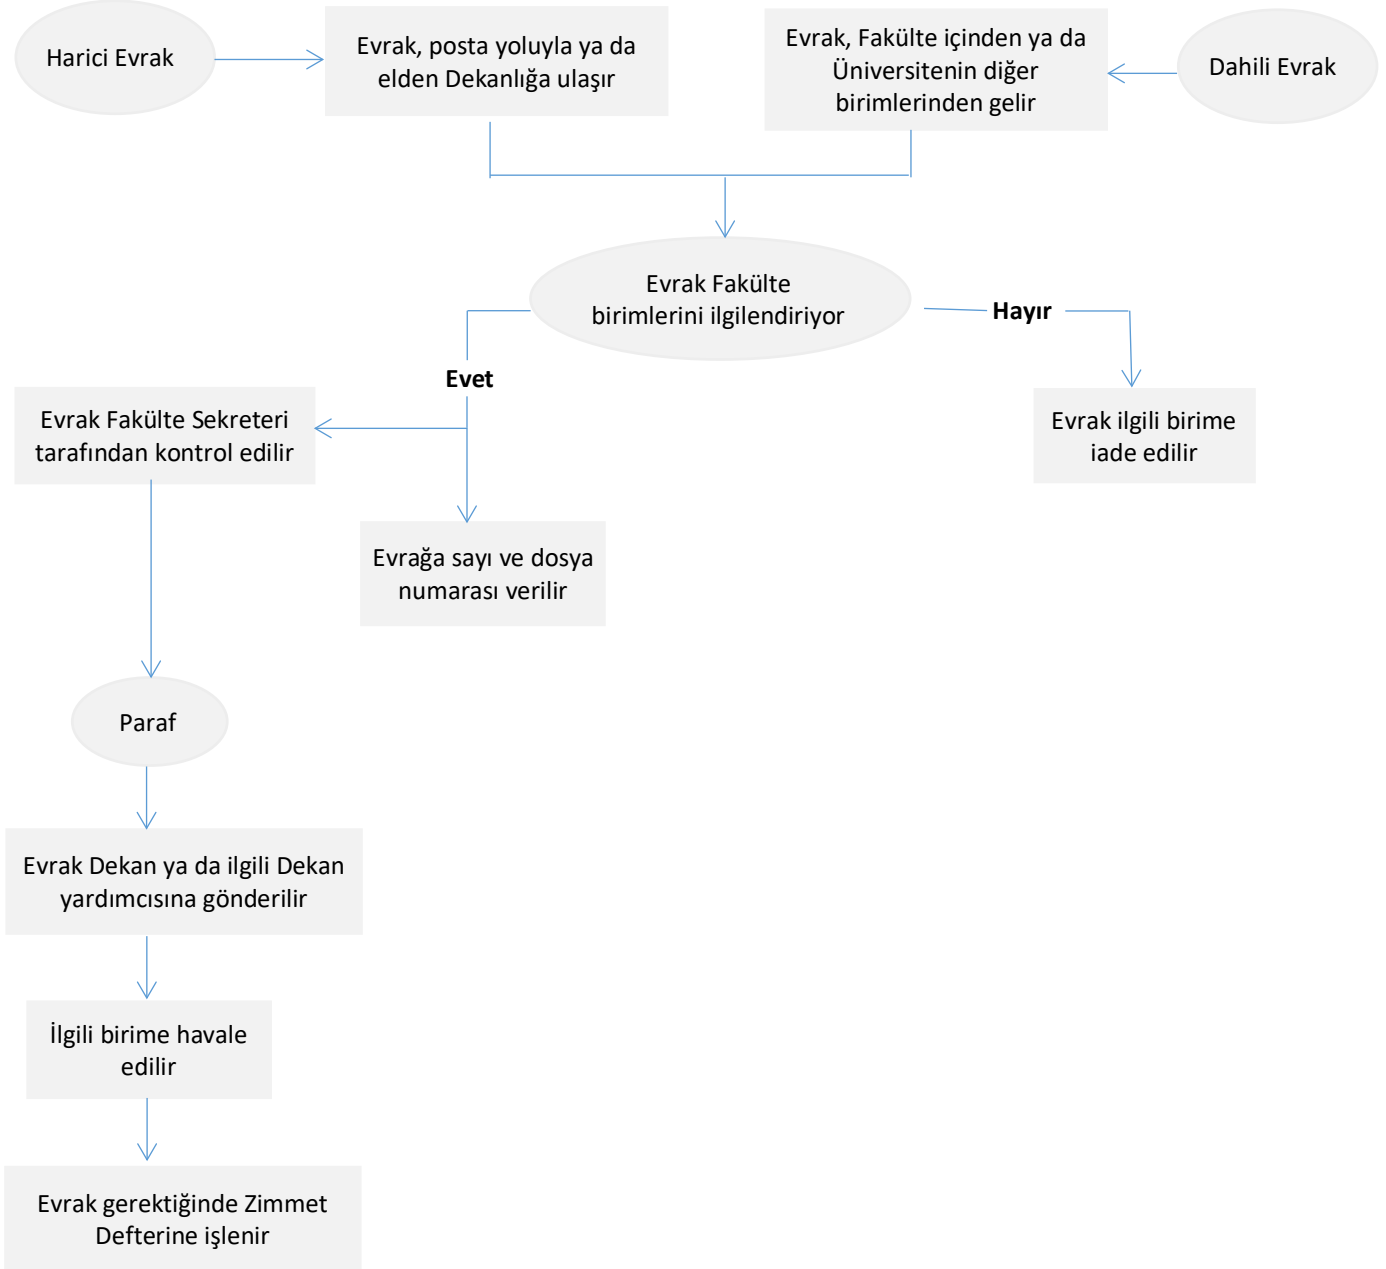 Harici Evrak
Evrak, posta yoluyla ya da
elden Dekanlığa ulaşır
Evrak, Fakülte içinden ya da
Üniversitenin diğer
birimlerinden gelir
Dahili Evrak
Evrak Fakülte
birimlerini ilgilendiriyor
Hayır
Evet
Evrak Fakülte Sekreteri
tarafından kontrol edilir
Evrak ilgili birime
iade edilir
Evrağa sayı ve dosya
numarası verilir
Paraf
Evrak Dekan ya da ilgili Dekan
yardımcısına gönderilir
İlgili birime havale
edilir
Evrak gerektiğinde Zimmet
Defterine işlenir